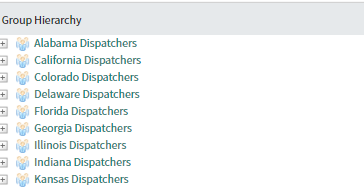 Group Hierarchy
Alabama Dispatchers
California Dispatchers
Colorado Dispatchers
Delaware Dispatchers
Florida Dispatchers
Georgia Dispatchers
Illinois Dispatchers
Indiana Dispatchers
Kansas Dispatchers